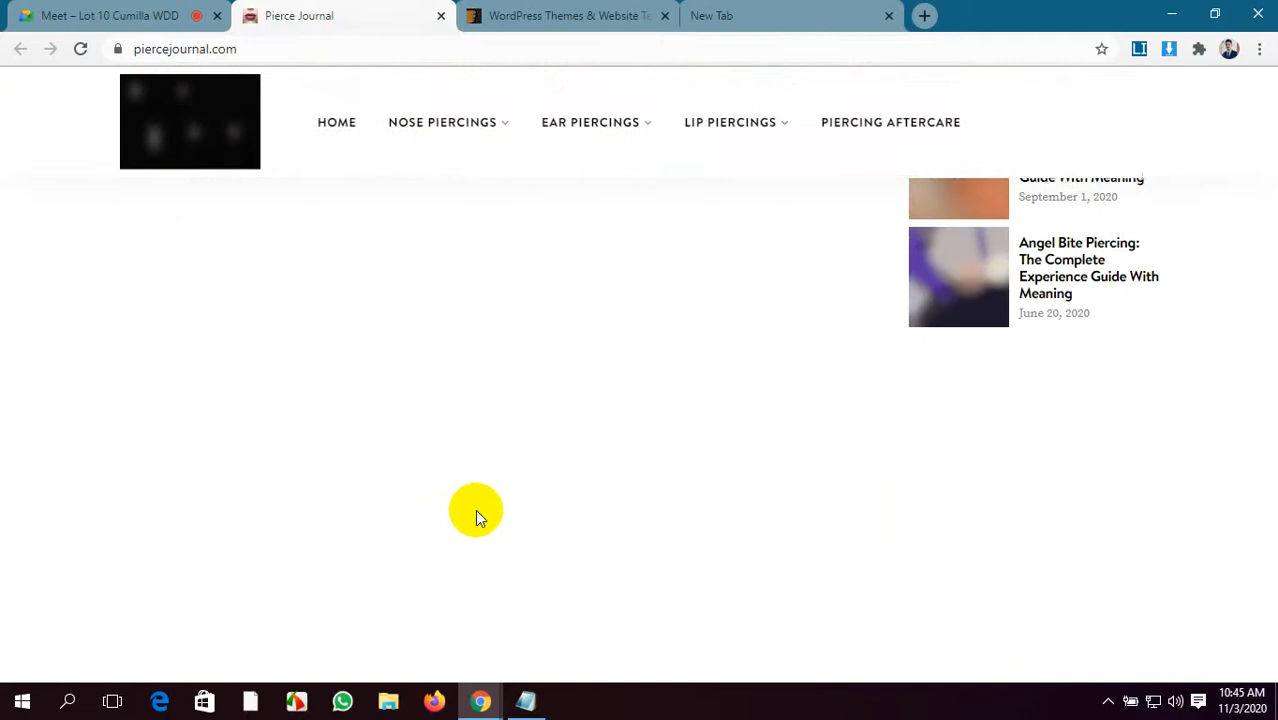 Meet – Lot 10 Cumilla WDD
Pierce Journal
WordPress Themes & Website Te
New Tab
piercejournal.com
HOME
NOSE PIERCINGS
EAR PIERCINGS
LIP PIERCINGS
PIERCING AFTERCARE
Guide With Meaning
September 1, 2020
Angel Bite Piercing:
The Complete
Experience Guide With
Meaning
June 20, 2020
10:45 AM
11/3/2020